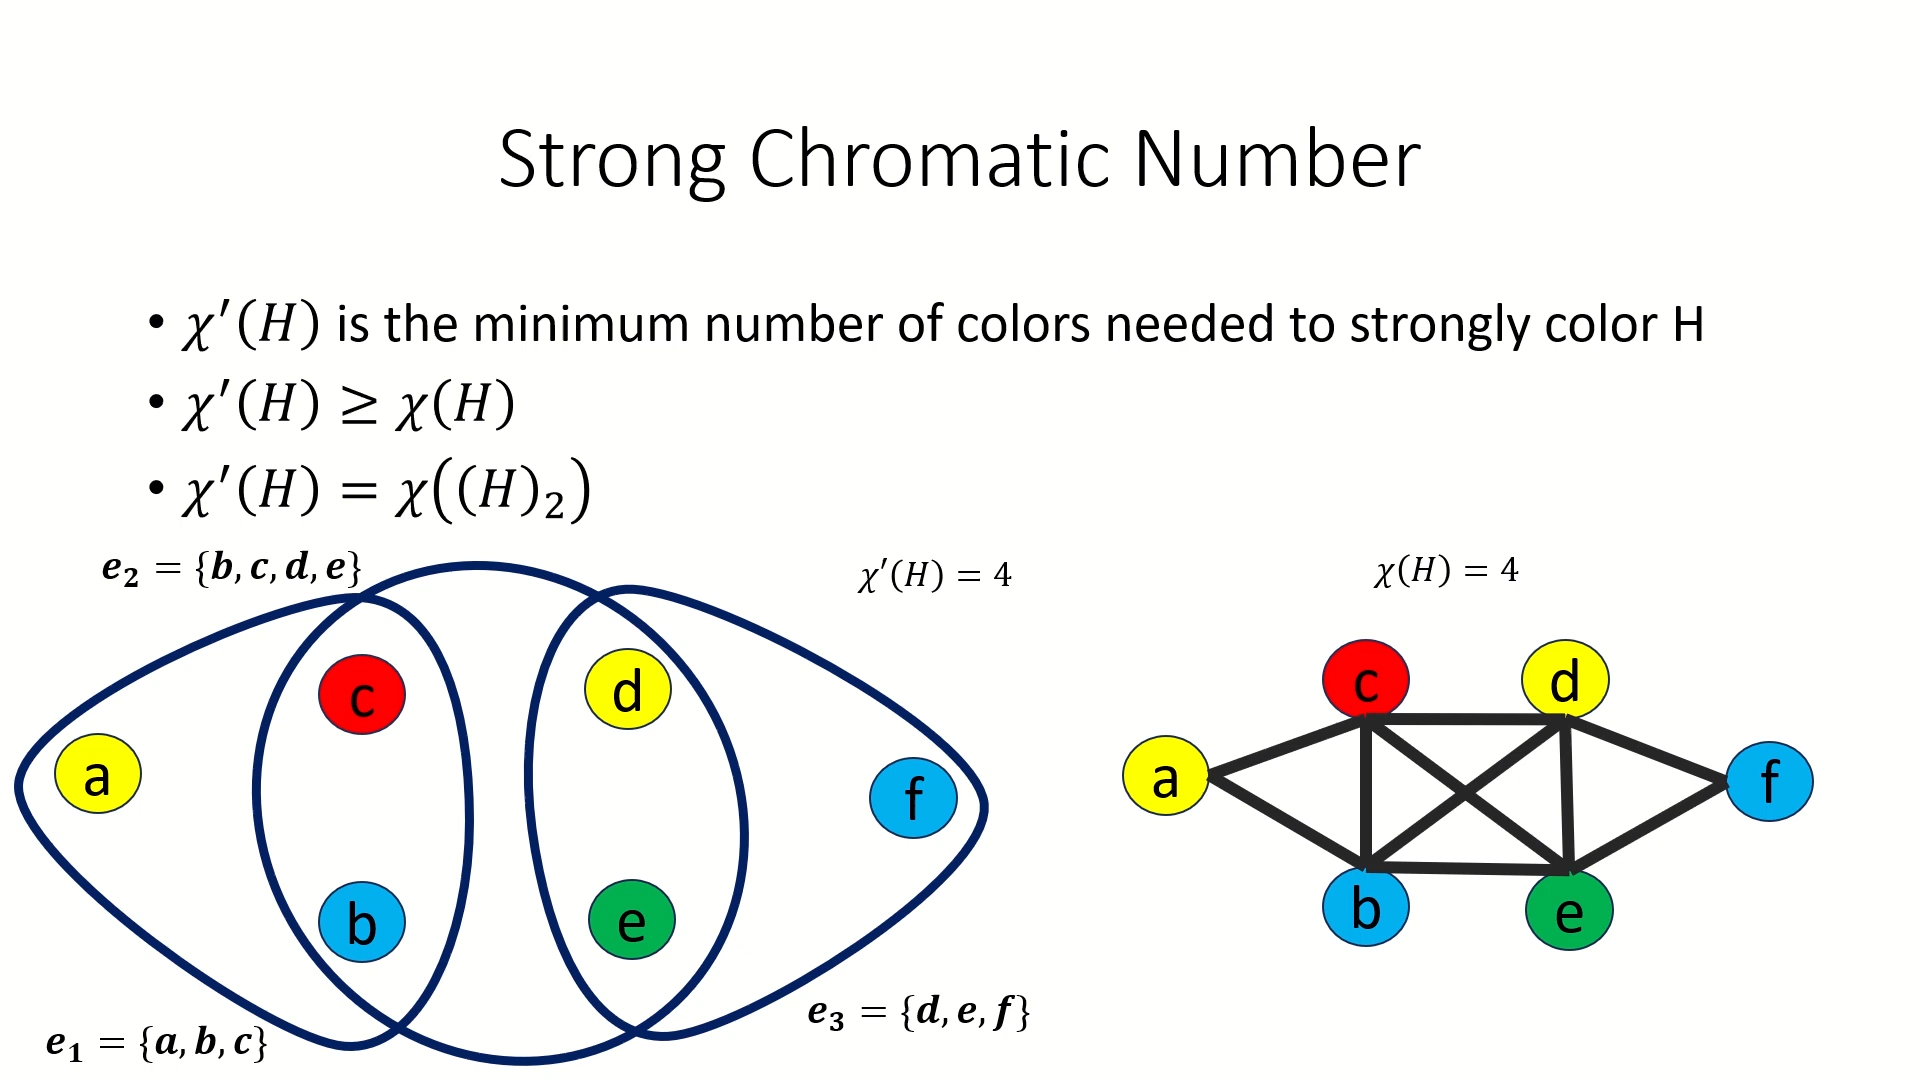 Strong Chromatic Number
• χ′(H) is the minimum number of colors needed to strongly color H
• χ′(H) ≥ χ(H)
• χ′(H) = χ((H)₂)
e₂ = {b, c, d, e}
χ′(H) = 4
χ(H) = 4
c
d
a
f
b
e
c
d
a
f
b
e
e₃ = {d, e, f}
e₁ = {a, b, c}